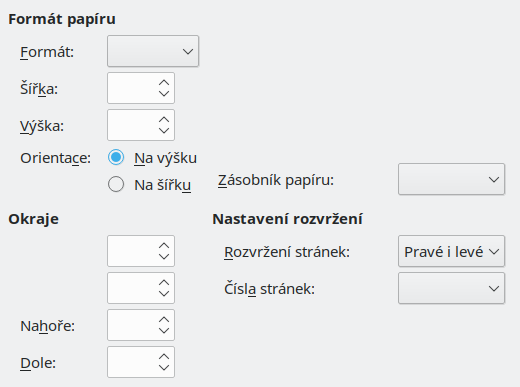 Formát papíru
Formát:
Šířka:
Výška:
Orientace: Na výšku
Na šířku
Zásobník papíru:
Okraje
Nastavení rozvržení
Rozvržení stránek: Pravé i levé
Čísla stránek:
Nahoře:
Dole: